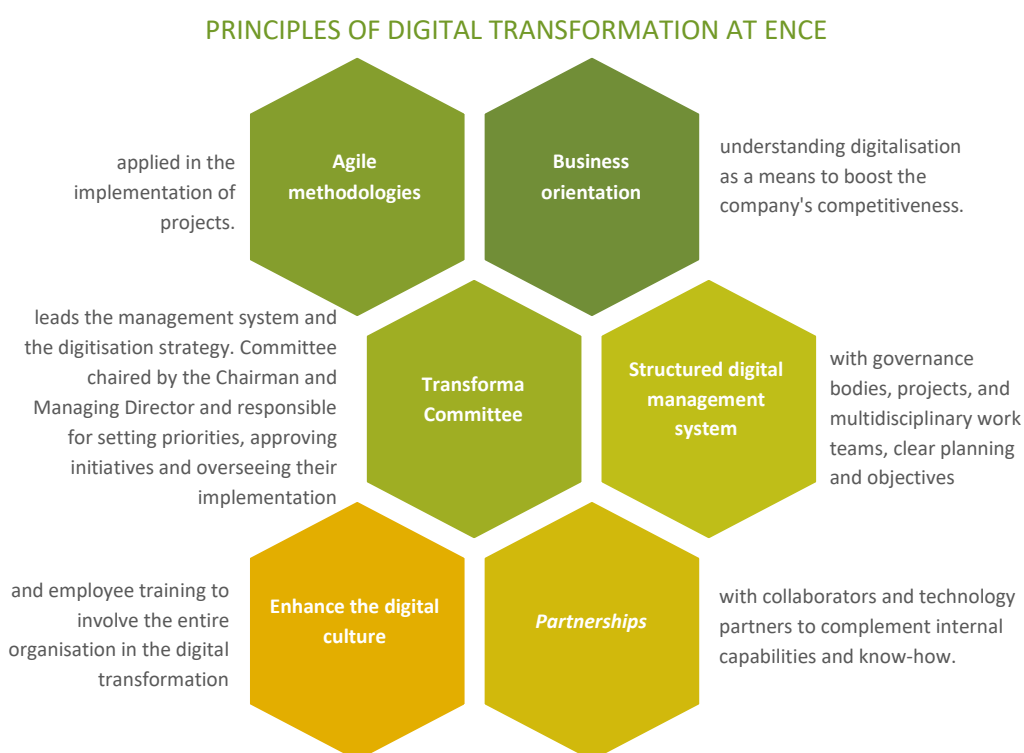 PRINCIPLES OF DIGITAL TRANSFORMATION AT ENCE
applied in the
implementation of
projects.
Agile
methodologies
Business
orientation
understanding digitalisation
as a means to boost the
company's competitiveness.
leads the management system and
the digitisation strategy. Committee
chaired by the Chairman and
Managing Director and responsible
for setting priorities, approving
initiatives and overseeing their
implementation
Transforma
Committee
Structured digital
management
system
with governance
bodies, projects, and
multidisciplinary work
teams, clear planning
and objectives
and employee training to
involve the entire
organisation in the digital
transformation
Enhance the digital
culture
Partnerships
with collaborators and technology
partners to complement internal
capabilities and know-how.